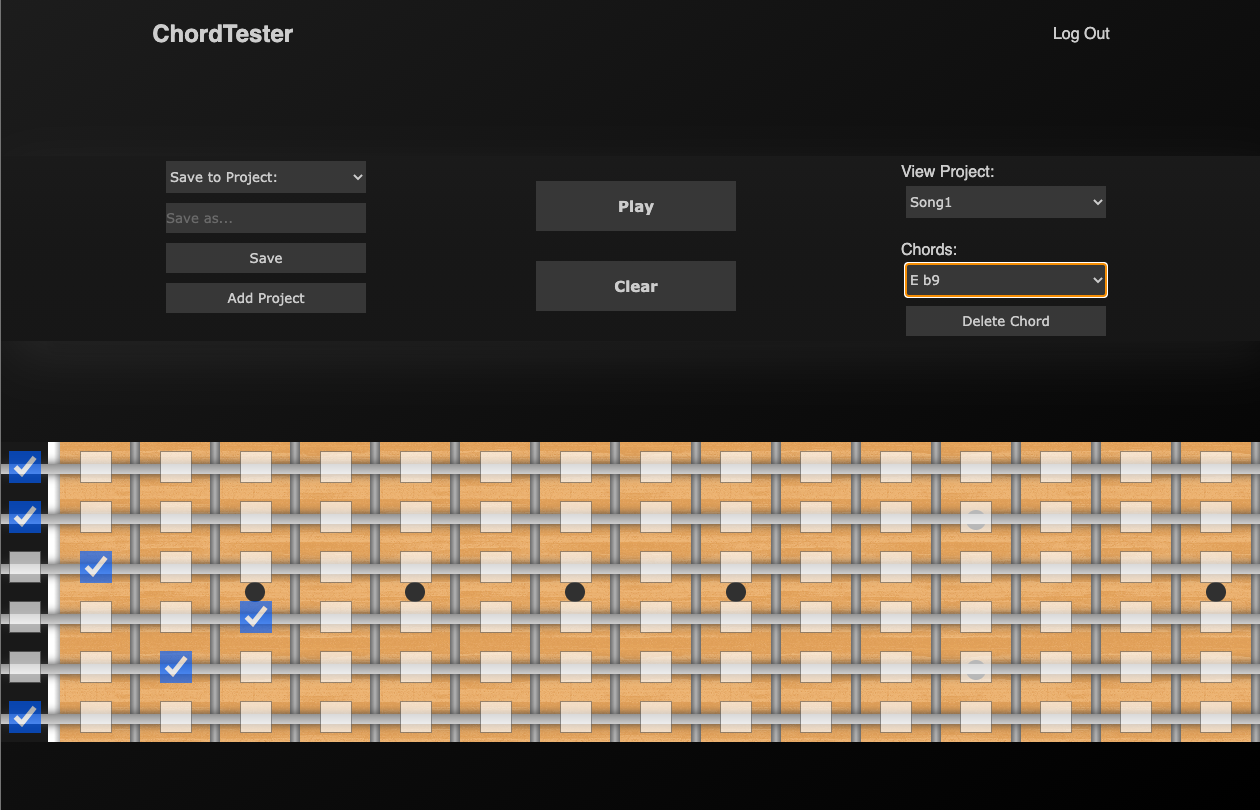 ChordTester
Log Out
Save to Project:
Save as...
Save
Add Project
Play
Clear
View Project:
Song1
Chords:
E b9
Delete Chord